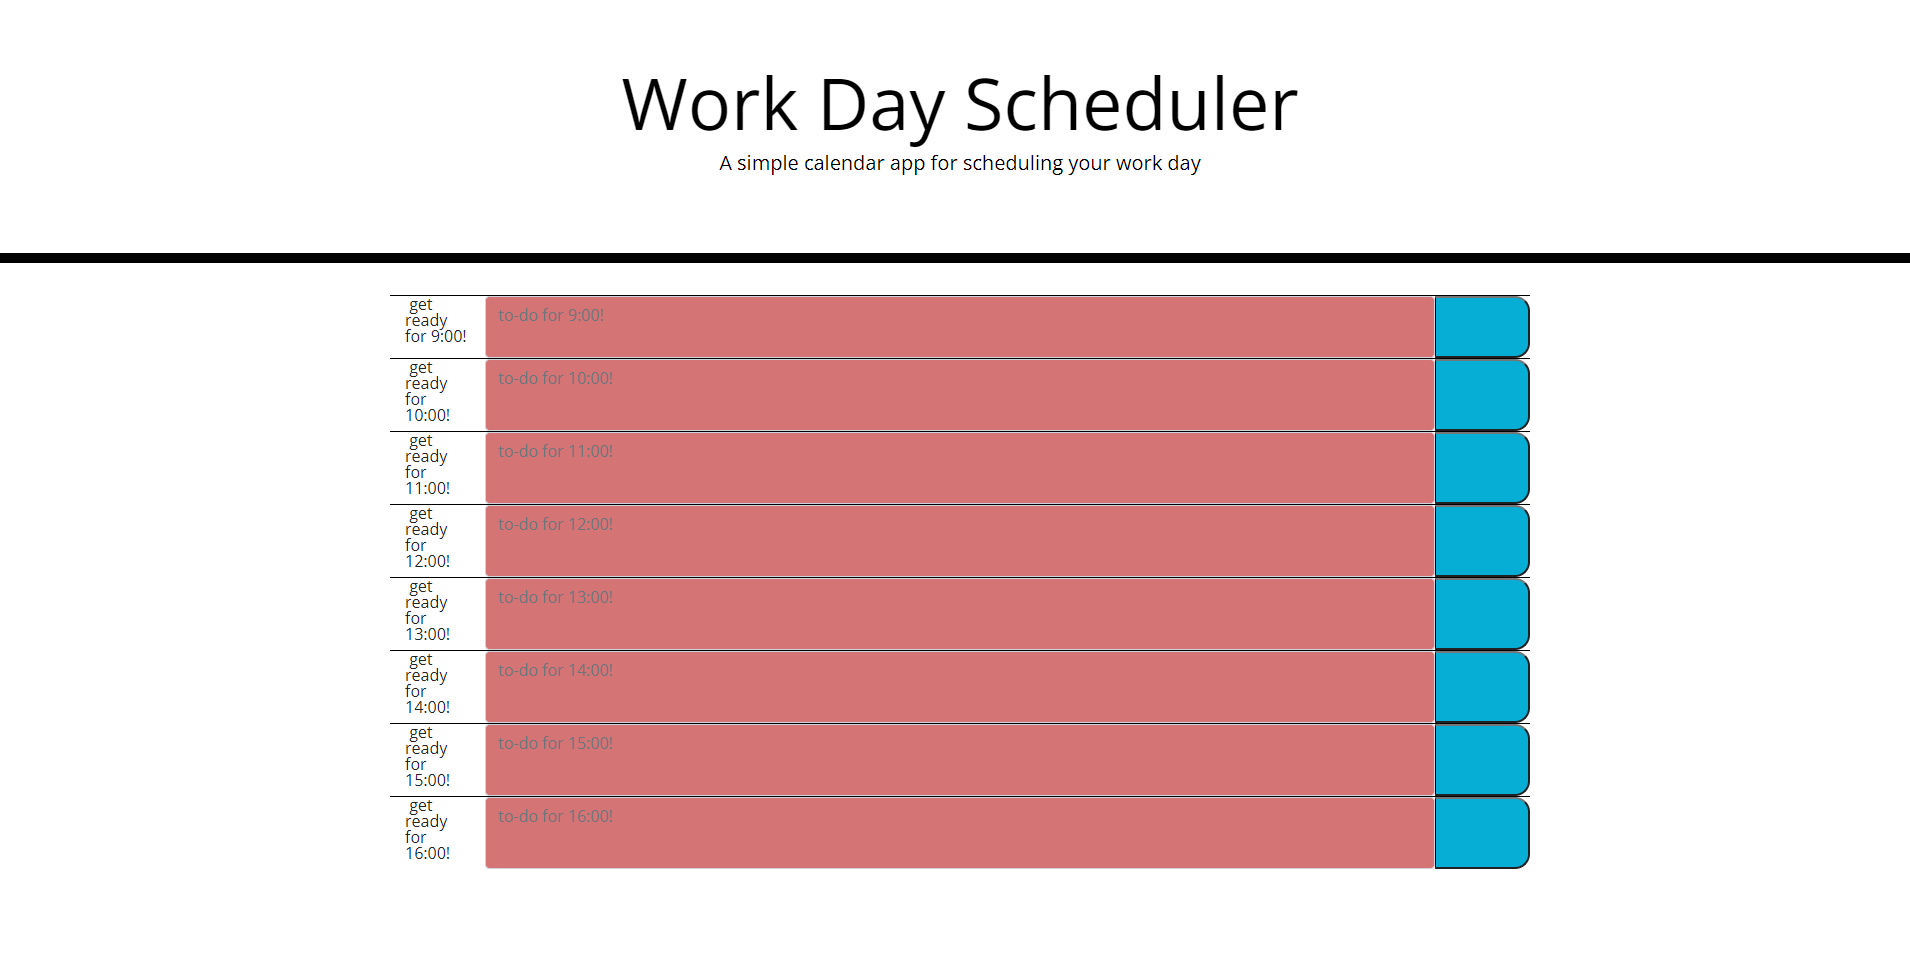 Work Day Scheduler
A simple calendar app for scheduling your work day
get
ready
for 9:00!
to-do for 9:00!
get
ready
for
10:00!
to-do for 10:00!
get
ready
for
11:00!
to-do for 11:00!
get
ready
for
12:00!
to-do for 12:00!
get
ready
for
13:00!
to-do for 13:00!
get
ready
for
14:00!
to-do for 14:00!
get
ready
for
15:00!
to-do for 15:00!
get
ready
for
16:00!
to-do for 16:00!